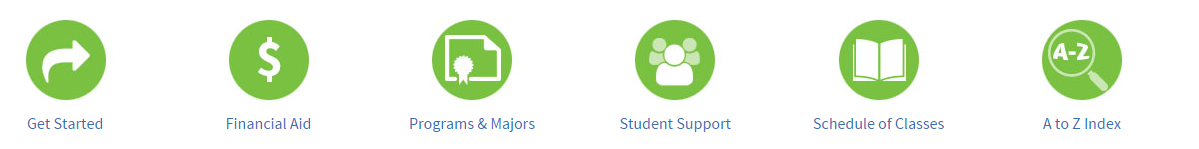 A-Z
Get Started
Financial Aid
Programs & Majors
Student Support
Schedule of Classes
A to Z Index